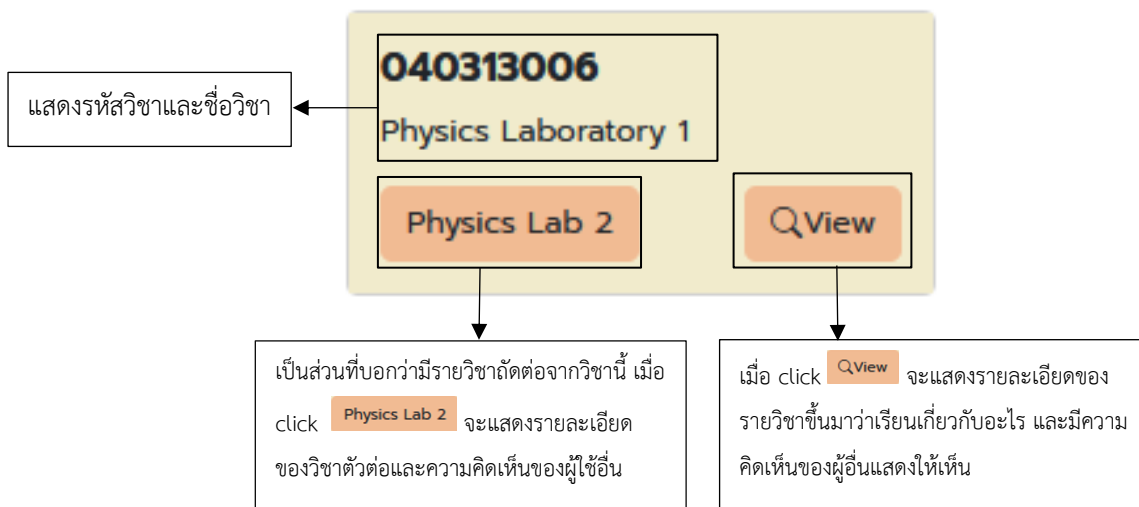 040313006
Physics Laboratory 1
แสดงรหัสวิชาและชื่อวิชา
Physics Lab 2
View
เป็นส่วนที่บอกว่ามีรายวิชาถัดต่อจากวิชานี้ เมื่อ
click Physics Lab 2 จะแสดงรายละเอียด
ของวิชาตัวต่อและความคิดเห็นของผู้ใช้อื่น
เมื่อ click View จะแสดงรายละเอียดของ
รายวิชาขึ้นมาว่าเรียนเกี่ยวกับอะไร และมีความ
คิดเห็นของผู้อื่นแสดงให้เห็น